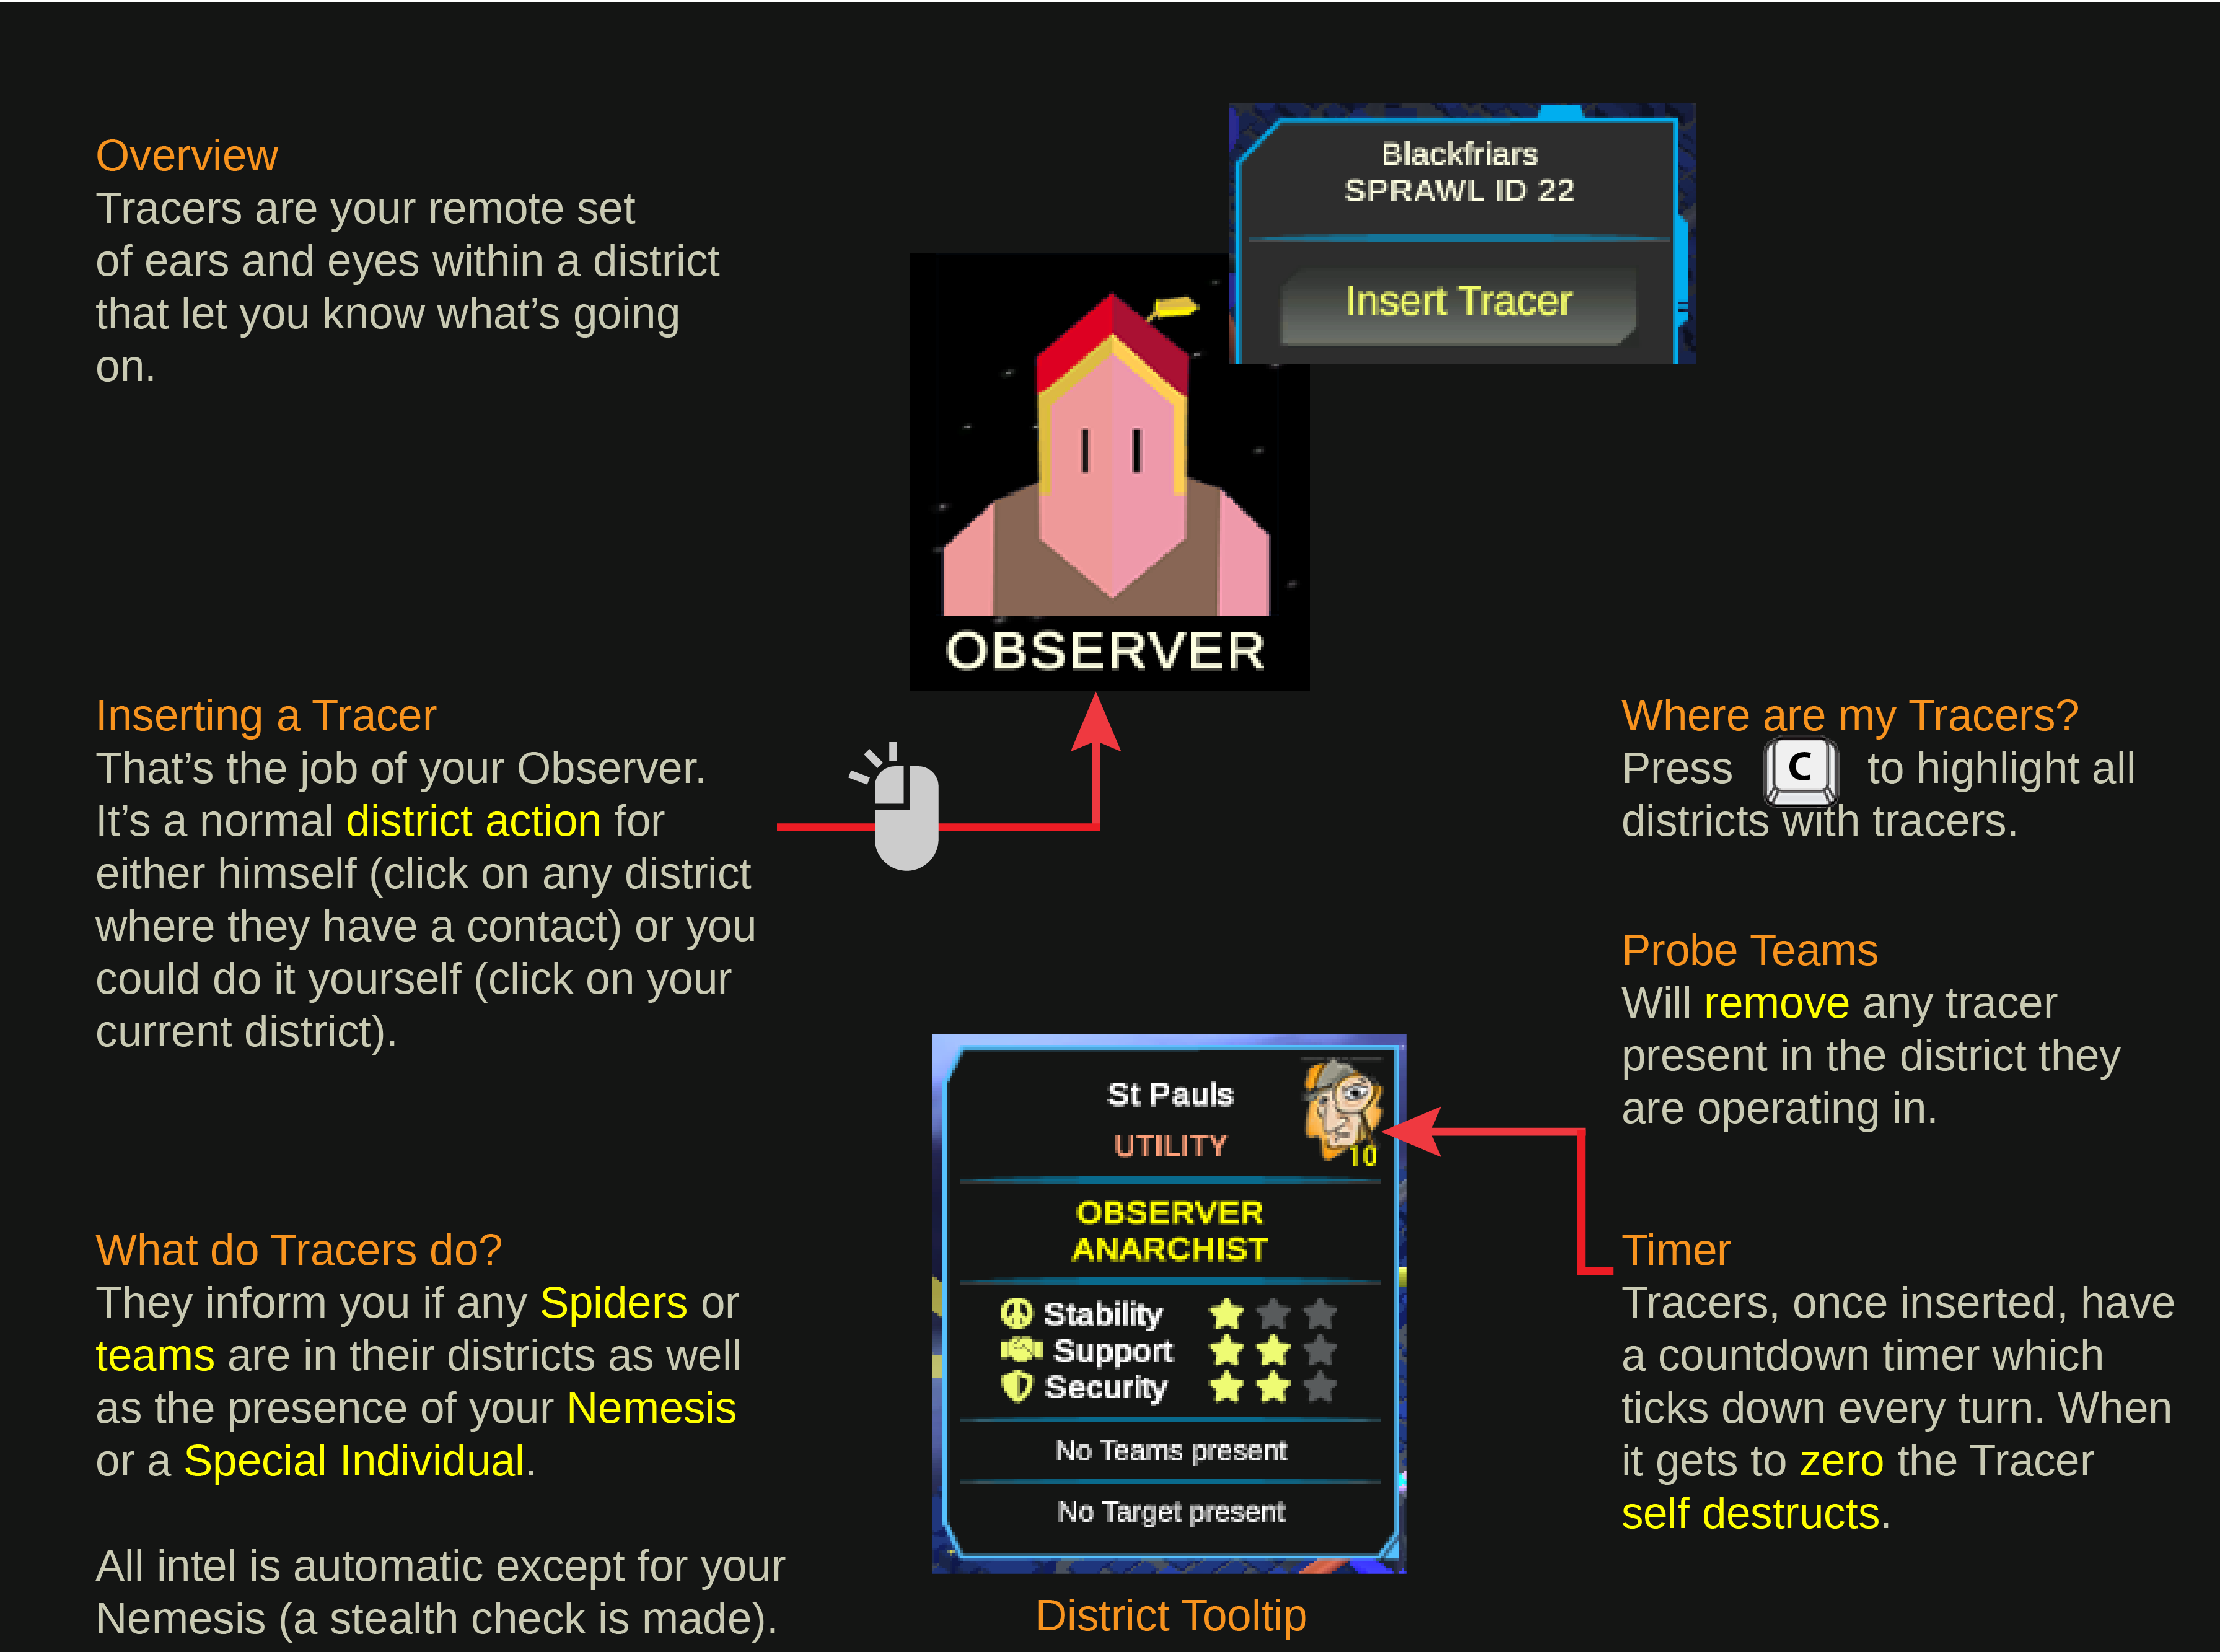 Overview
Tracers are your remote set
of ears and eyes within a district
that let you know what’s going
on.
Blackfriars
SPRAWL ID 22
Insert Tracer
OBSERVER
Inserting a Tracer
That’s the job of your Observer.
It’s a normal district action for
either himself (click on any district
where they have a contact) or you
could do it yourself (click on your
current district).
Where are my Tracers?
Press C to highlight all
districts with tracers.
Probe Teams
Will remove any tracer
present in the district they
are operating in.
What do Tracers do?
They inform you if any Spiders or
teams are in their districts as well
as the presence of your Nemesis
or a Special Individual.
All intel is automatic except for your
Nemesis (a stealth check is made).
St Pauls
UTILITY
10
OBSERVER
ANARCHIST
Stability
Support
Security
No Teams present
No Target present
District Tooltip
Timer
Tracers, once inserted, have
a countdown timer which
ticks down every turn. When
it gets to zero the Tracer
self destructs.